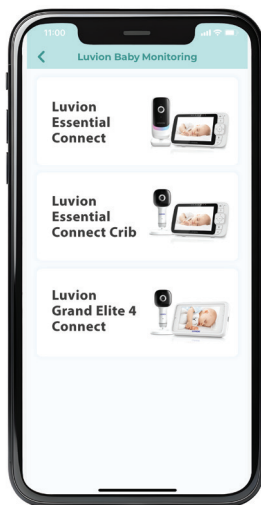 11:00
Luvion Baby Monitoring
Luvion
Essential
Connect
Luvion
Essential
Connect Crib
Luvion
Grand Elite 4
Connect